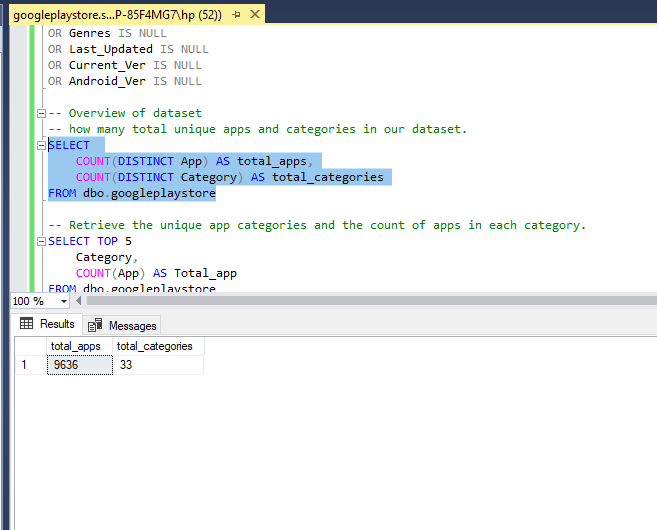 googleplaystore.s...P-85F4MG7\hp (52))
OR Genres IS NULL
OR Last_Updated IS NULL
OR Current_Ver IS NULL
OR Android_Ver IS NULL
-- Overview of dataset
-- how many total unique apps and categories in our dataset.
SELECT
COUNT(DISTINCT App) AS total_apps,
COUNT(DISTINCT Category) AS total_categories
FROM dbo.googleplaystore
-- Retrieve the unique app categories and the count of apps in each category.
SELECT TOP 5
Category,
COUNT(App) AS Total_app
FROM dbo.googleplaystore
100 %
Results Messages
total_apps total_categories
1 9636 33